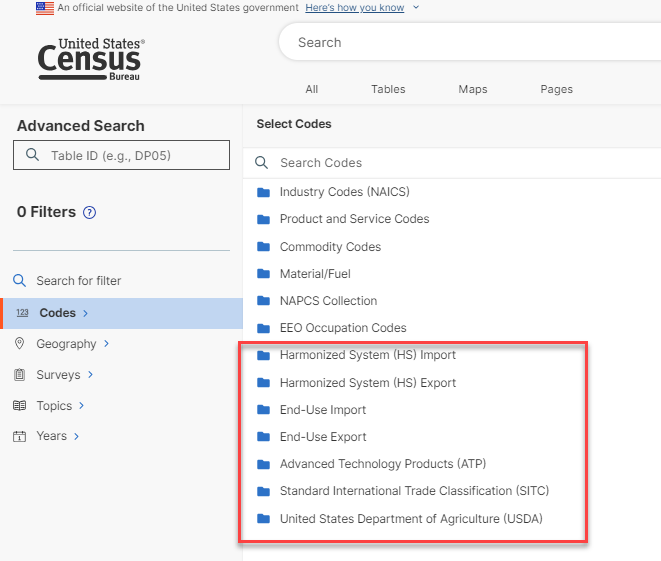 An official website of the United States government Here's how you know
United States®
Census
Bureau
Search
All Tables Maps Pages
Advanced Search
Table ID (e.g., DP05)
0 Filters ?
Search for filter
123 Codes
Geography
Surveys
Topics
Years
Select Codes
Search Codes
Industry Codes (NAICS)
Product and Service Codes
Commodity Codes
Material/Fuel
NAPCS Collection
EEO Occupation Codes
Harmonized System (HS) Import
Harmonized System (HS) Export
End-Use Import
End-Use Export
Advanced Technology Products (ATP)
Standard International Trade Classification (SITC)
United States Department of Agriculture (USDA)